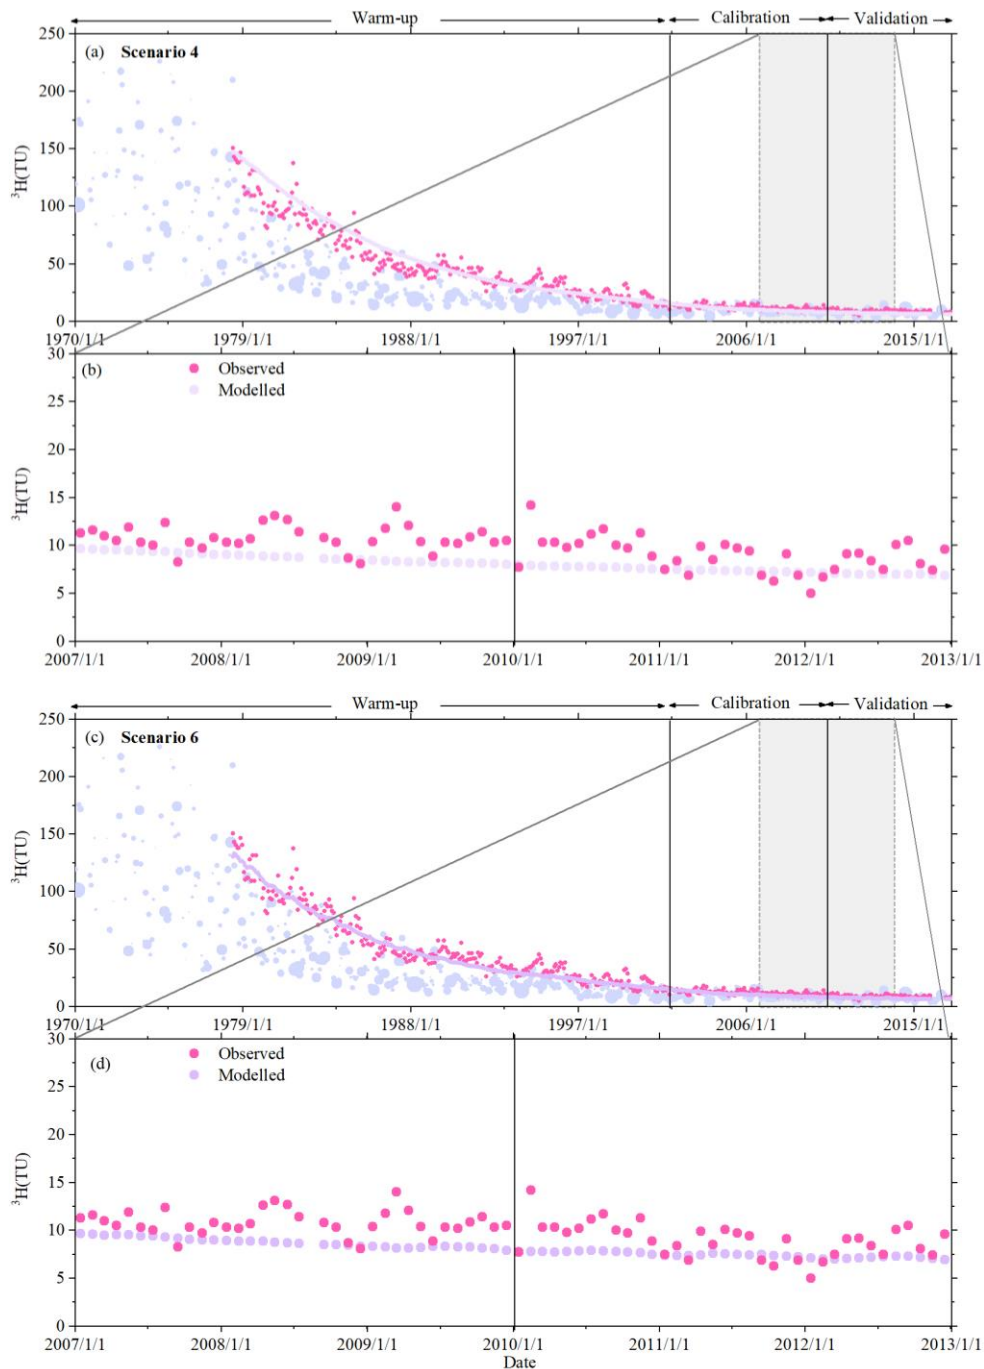 Warm-up Calibration Validation
(a) Scenario 4
250
200
150
100
50
0
³H(TU)
1970/1/1 1979/1/1 1988/1/1 1997/1/1 2006/1/1 2015/1/1
(b) Observed
Modelled
30
25
20
15
10
5
0
³H(TU)
2007/1/1 2008/1/1 2009/1/1 2010/1/1 2011/1/1 2012/1/1 2013/1/1
Warm-up Calibration Validation
(c) Scenario 6
250
200
150
100
50
0
³H(TU)
1970/1/1 1979/1/1 1988/1/1 1997/1/1 2006/1/1 2015/1/1
(d) Observed
Modelled
30
25
20
15
10
5
0
³H(TU)
2007/1/1 2008/1/1 2009/1/1 2010/1/1 2011/1/1 2012/1/1 2013/1/1
Date